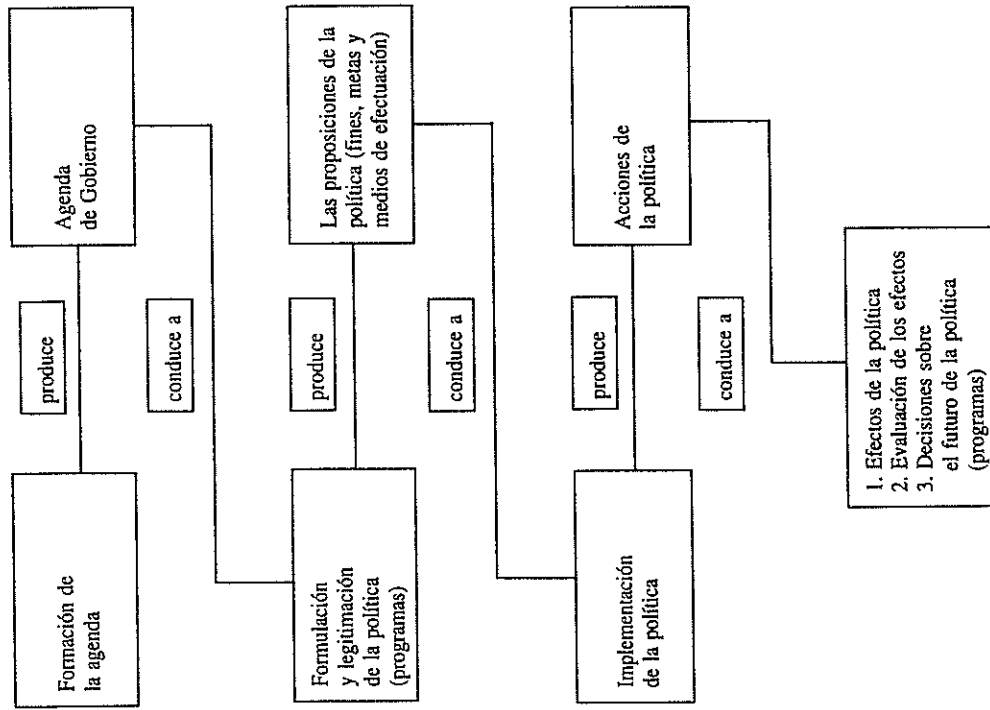 Formación de
la agenda
produce
Agenda
de Gobierno
conduce a
Formulación
y legitimación
de la política
(programas)
produce
Las proposiciones de la
política (fines, metas y
medios de efectuación)
conduce a
Implementación
de la política
produce
Acciones de
la política
conduce a
1. Efectos de la política
2. Evaluación de los efectos
3. Decisiones sobre
el futuro de la política
(programas)